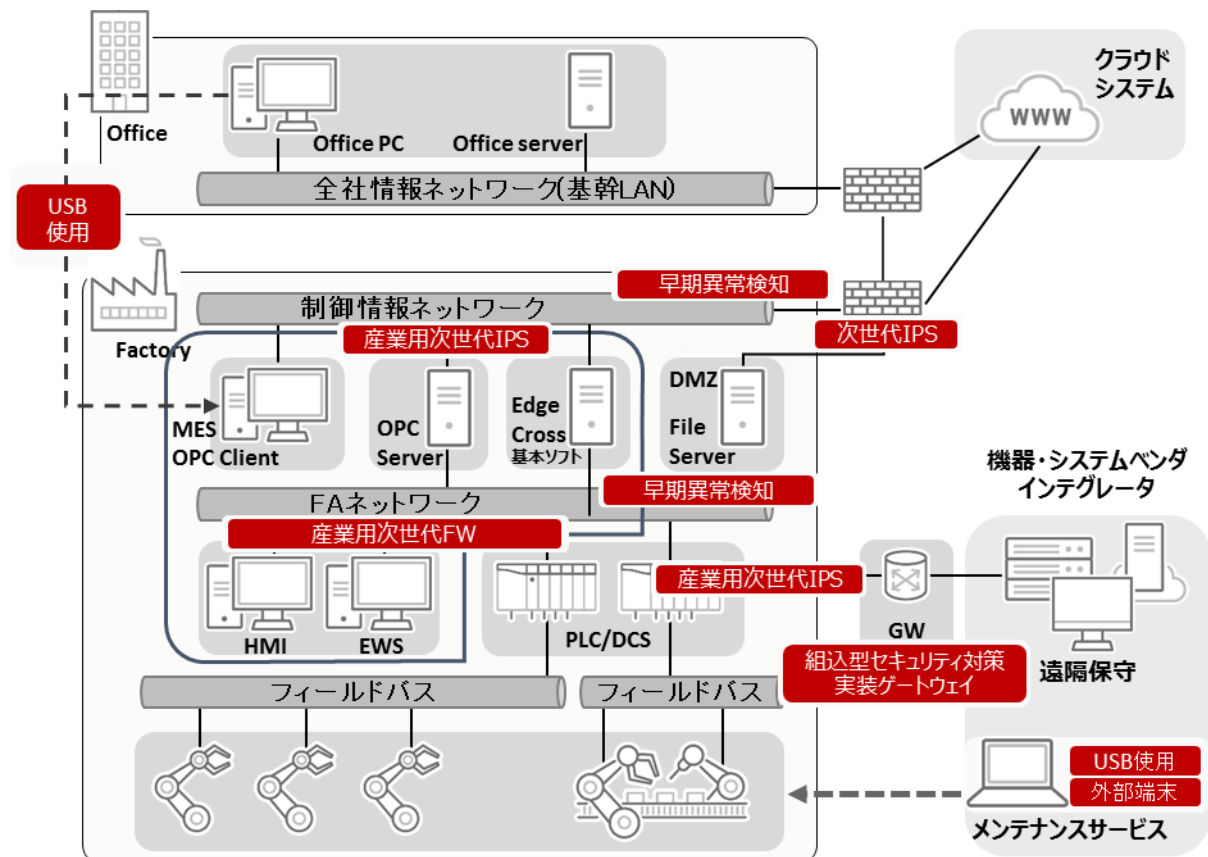 クラウド
システム
WWW
Office
Office PC
Office server
全社情報ネットワーク(基幹LAN)
USB
使用
早期異常検知
制御情報ネットワーク
次世代IPS
Factory
産業用次世代IPS
MES
OPC Client
OPC
Server
Edge
Cross
基本ソフト
DMZ
File
Server
機器・システムベンダ
インテグレータ
早期異常検知
FAネットワーク
産業用次世代FW
産業用次世代IPS
HMI
EWS
PLC/DCS
GW
組込型セキュリティ対策
実装ゲートウェイ
遠隔保守
フィールドバス
フィールドバス
USB使用
外部端末
メンテナンスサービス